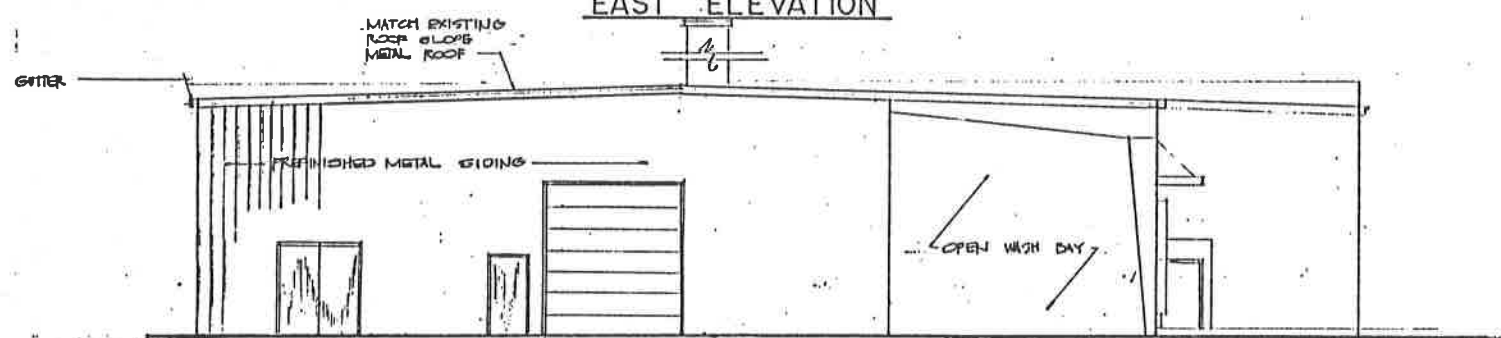 EAST ELEVATION
MATCH EXISTING
ROOF SLOPE
METAL ROOF
GUTTER
PREFINISHED METAL SIDING
OPEN WASH BAY